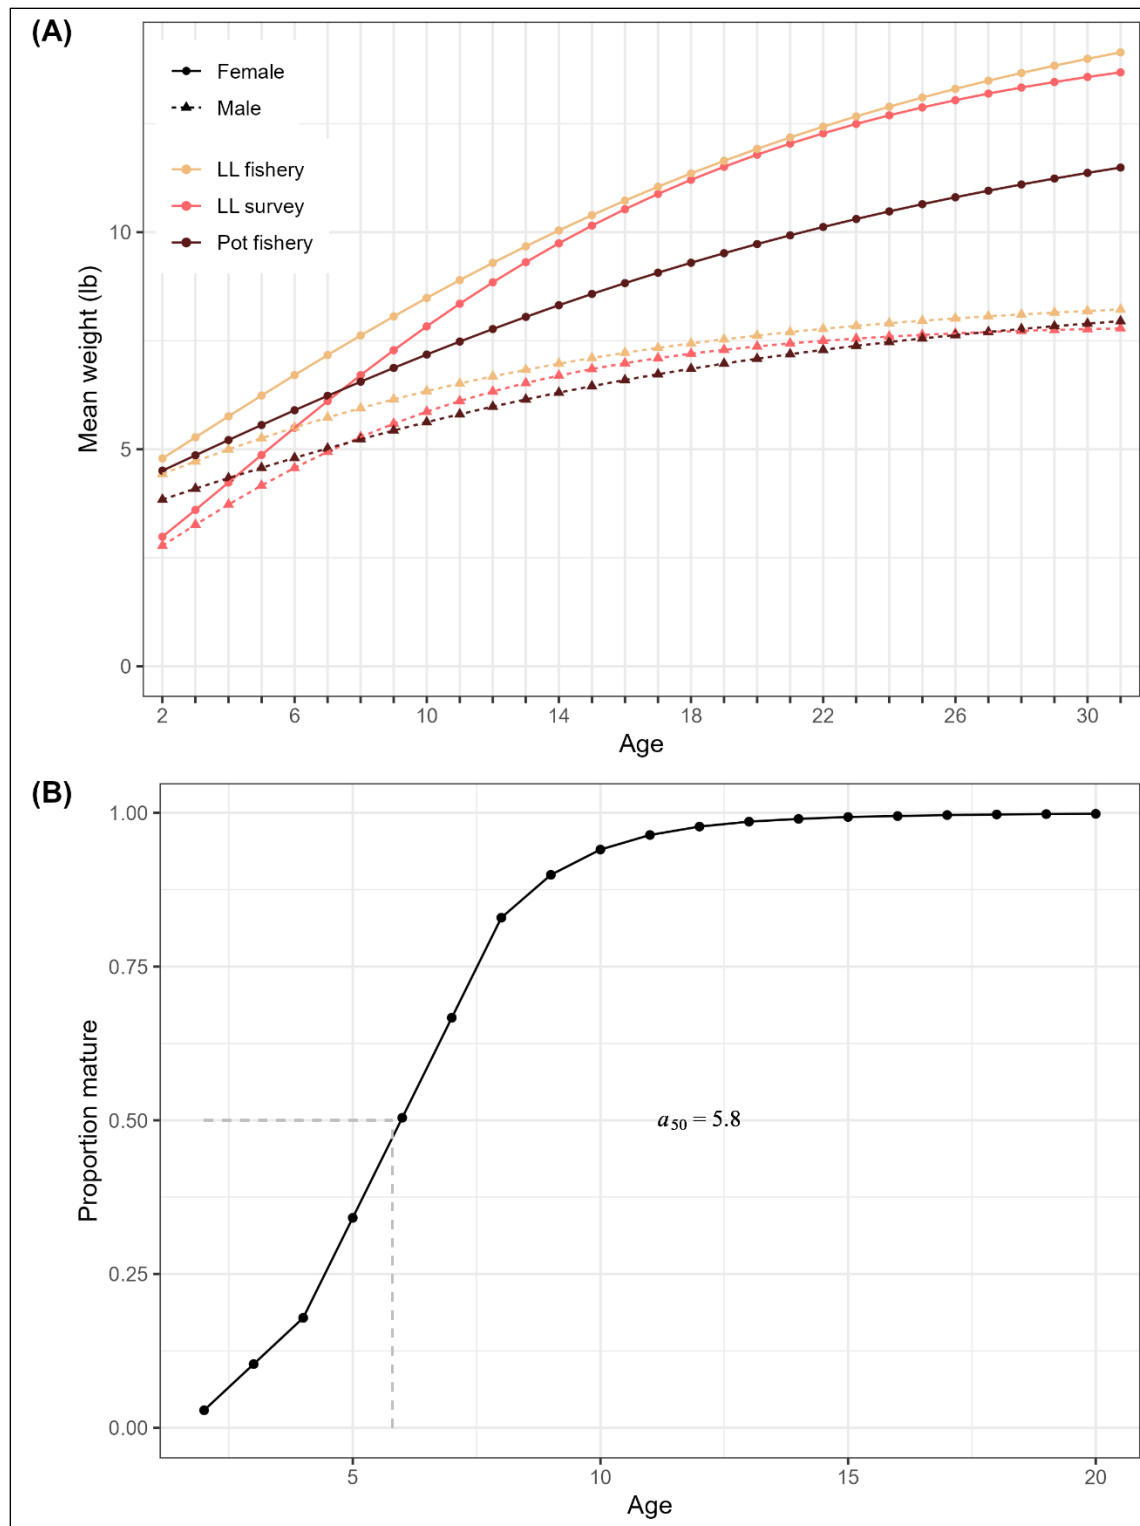 (A)
Female
Male
LL fishery
LL survey
Pot fishery
Mean weight (lb)
10
5
0
2 6 10 14 18 22 26 30
Age
(B)
Proportion mature
1.00
0.75
0.50
0.25
0.00
a50 = 5.8
5 10 15 20
Age